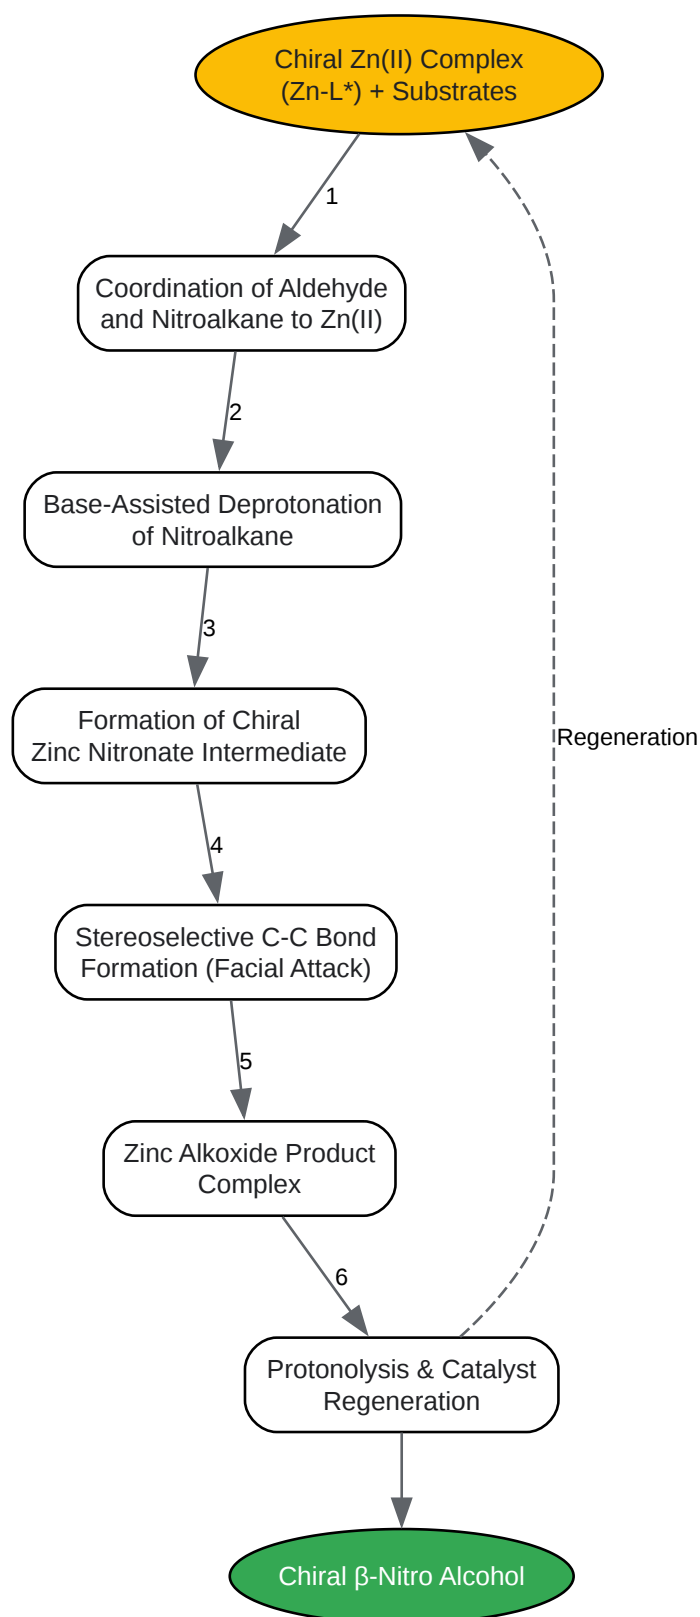 Chiral Zn(II) Complex
(Zn-L*) + Substrates
1
Coordination of Aldehyde
and Nitroalkane to Zn(II)
2
Base-Assisted Deprotonation
of Nitroalkane
3
Formation of Chiral
Zinc Nitronate Intermediate
Regeneration
4
Stereoselective C-C Bond
Formation (Facial Attack)
5
Zinc Alkoxide Product
Complex
6
Protonolysis & Catalyst
Regeneration
Chiral β-Nitro Alcohol